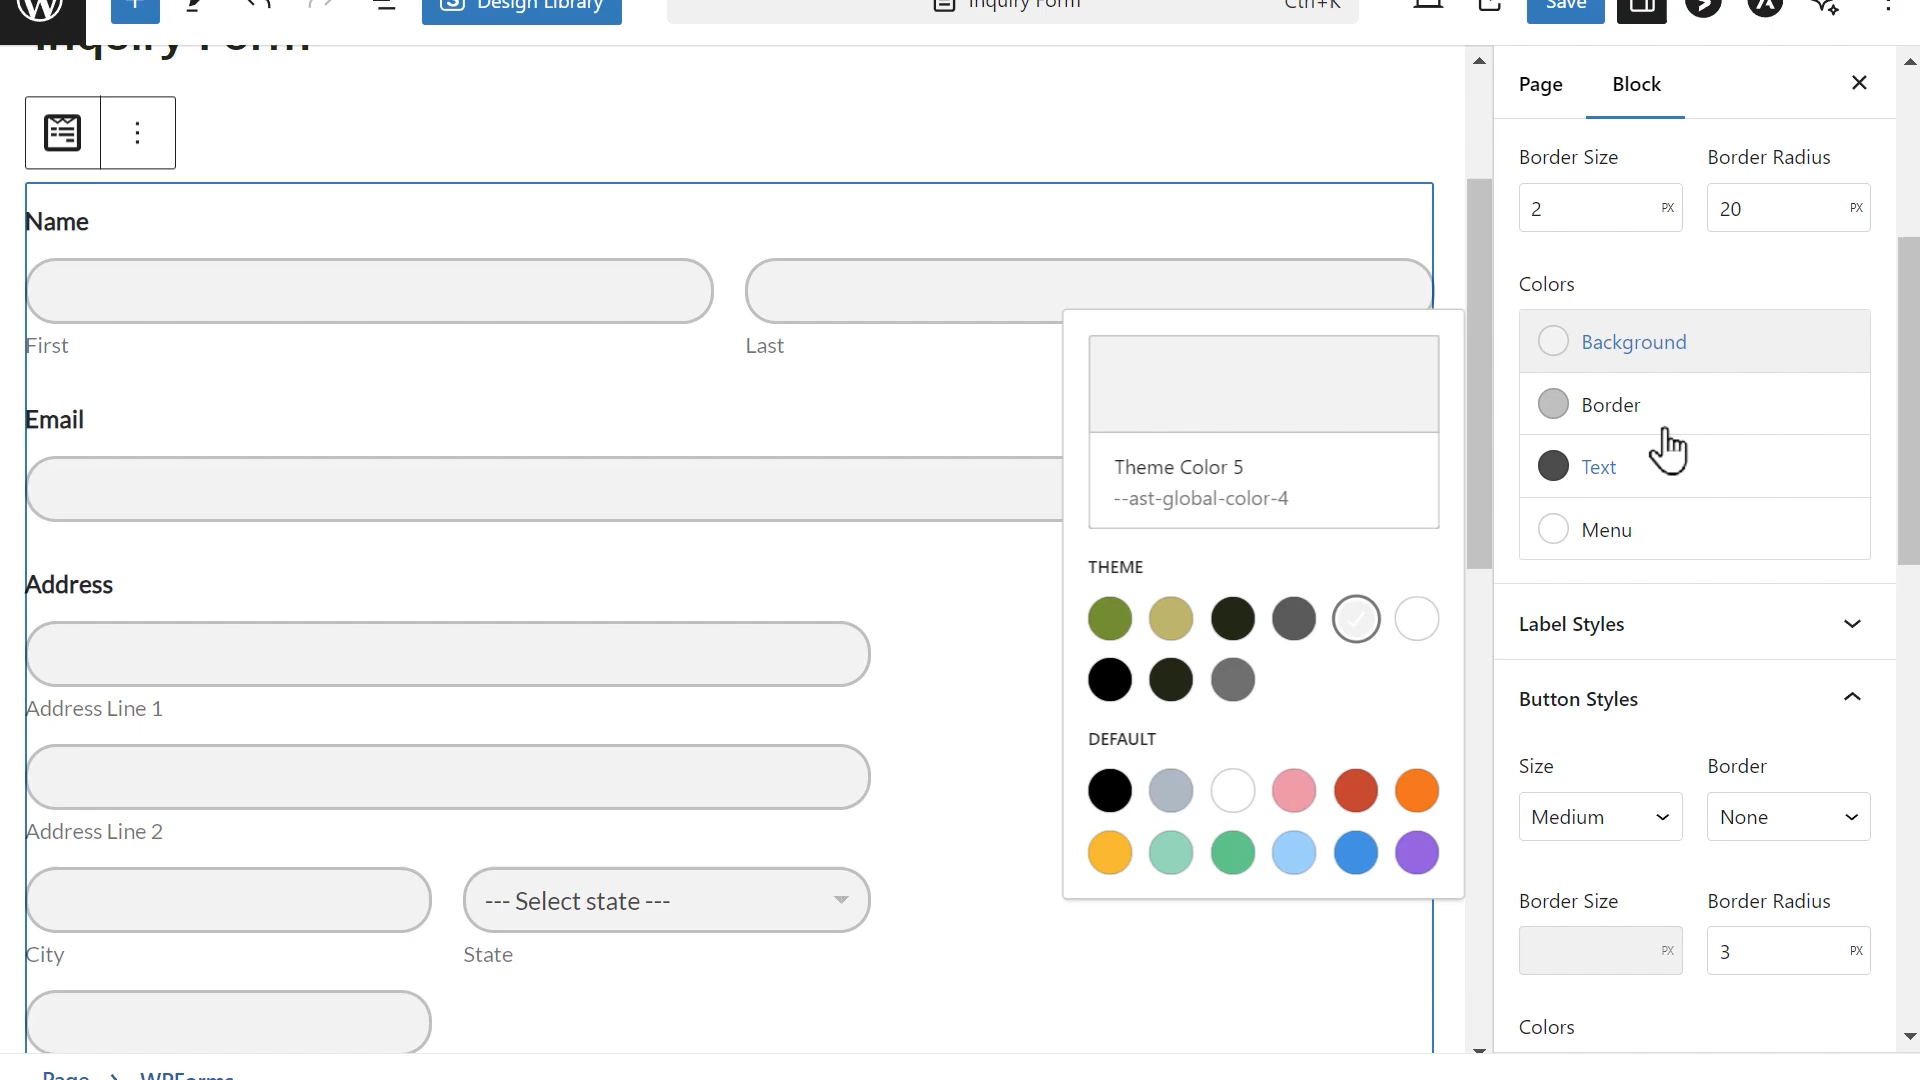 Design Library
Inquiry Form
Ctrl+K
Save
Inquiry Form
Name
First
Last
Email
Address
Address Line 1
Address Line 2
--- Select state ---
City
State
Theme Color 5
--ast-global-color-4
THEME
DEFAULT
Page
Block
Border Size
Border Radius
2
PX
20
PX
Colors
Background
Border
Text
Menu
Label Styles
Button Styles
Size
Border
Medium
None
Border Size
Border Radius
PX
3
PX
Colors
Page
WPForms